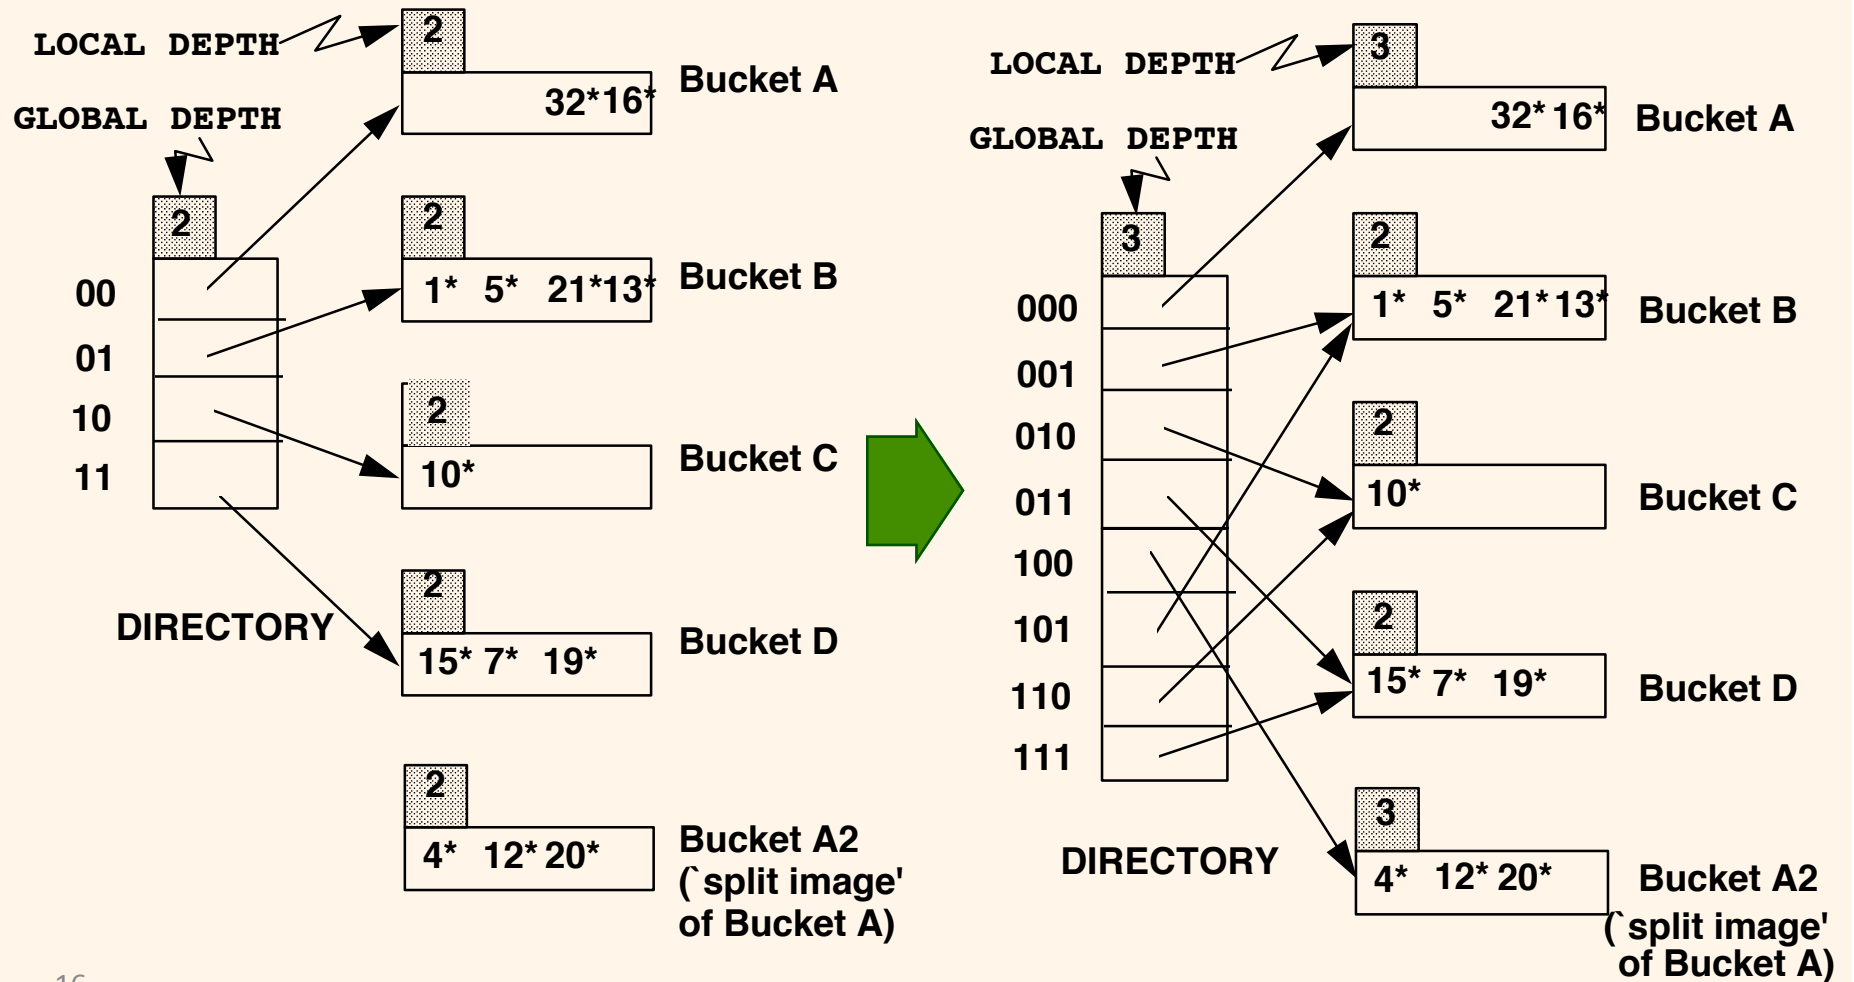 LOCAL DEPTH
2
32* 16*
Bucket A
GLOBAL DEPTH
2
2
1* 5* 21* 13*
Bucket B
00
01
10
11
2
10*
Bucket C
DIRECTORY
2
15* 7* 19*
Bucket D
2
4* 12* 20*
Bucket A2
(`split image'
of Bucket A)
LOCAL DEPTH
3
32* 16*
Bucket A
GLOBAL DEPTH
3
2
1* 5* 21* 13*
Bucket B
000
001
010
011
100
101
110
111
2
10*
Bucket C
2
15* 7* 19*
Bucket D
DIRECTORY
3
4* 12* 20*
Bucket A2
(`split image'
of Bucket A)
16